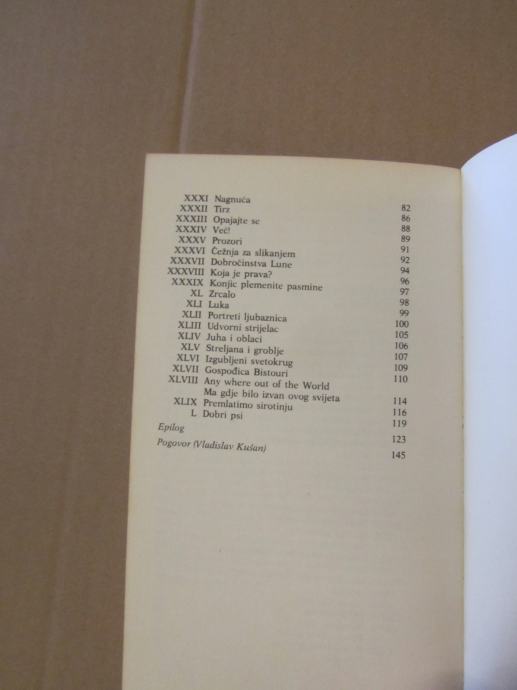 XXXI Nagnuća 82
XXXII Tirz 86
XXXIII Opajajte se 88
XXXIV Već! 89
XXXV Prozori 91
XXXVI Čežnja za slikanjem 92
XXXVII Dobročinstva Lune 94
XXXVIII Koja je prava? 96
XXXIX Konjic plemenite pasmine 97
XL Zrcalo 98
XLI Luka 99
XLII Portreti ljubaznica 100
XLIII Udvorni strijelac 105
XLIV Juha i oblaci 106
XLV Streljana i groblje 107
XLVI Izgubljeni svetokrug 109
XLVII Gospođica Bistouri 110
XLVIII Any where out of the World
Ma gdje bilo izvan ovog svijeta 114
XLIX Premlatimo sirotinju 116
L Dobri psi 119
Epilog 123
Pogovor (Vladislav Kušan) 145